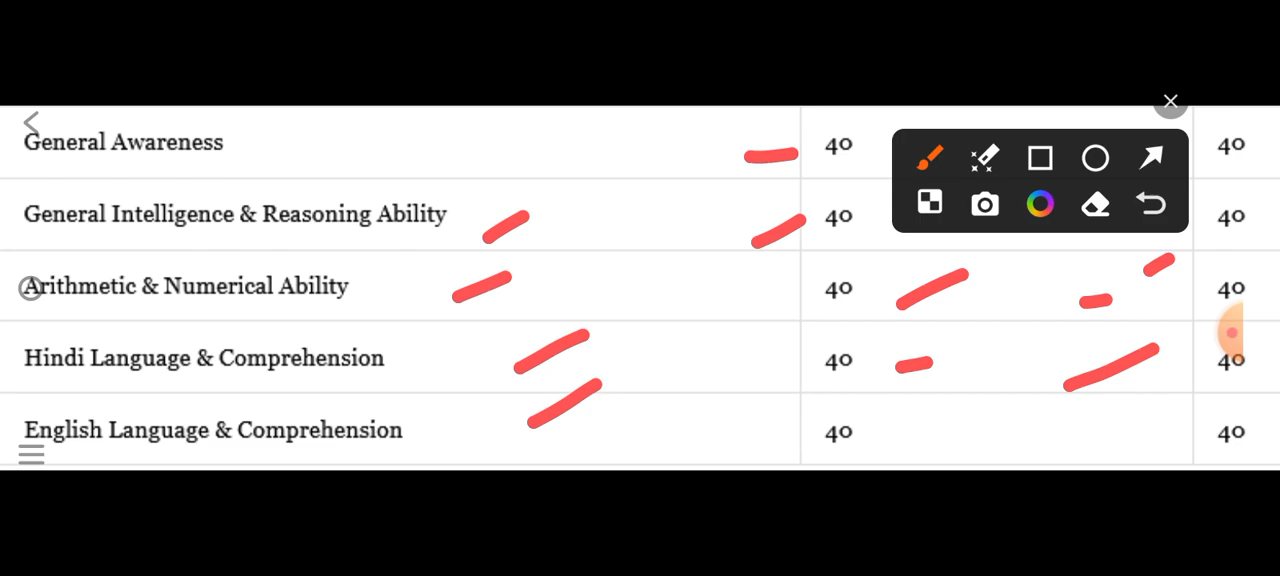 General Awareness 40 40
General Intelligence & Reasoning Ability 40 40
Arithmetic & Numerical Ability 40 40
Hindi Language & Comprehension 40 40
English Language & Comprehension 40 40